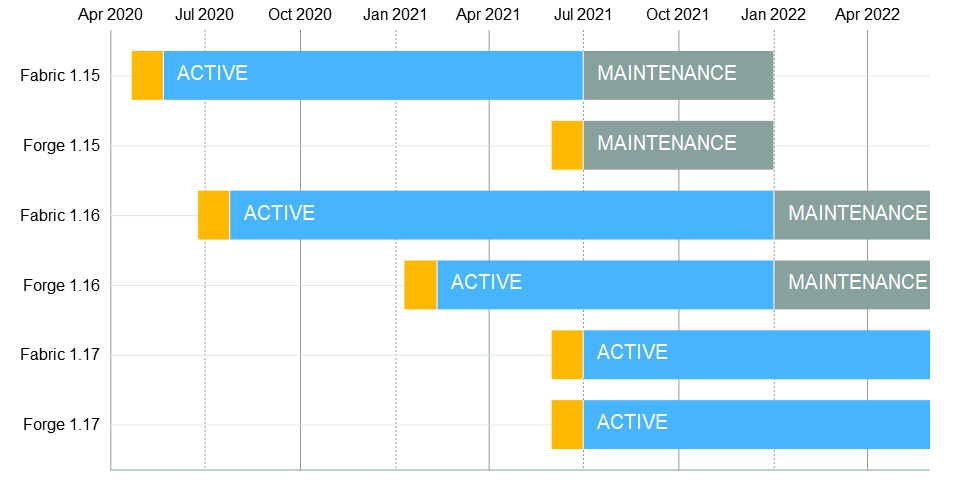 Apr 2020 Jul 2020 Oct 2020 Jan 2021 Apr 2021 Jul 2021 Oct 2021 Jan 2022 Apr 2022
Fabric 1.15 ACTIVE MAINTENANCE
Forge 1.15 MAINTENANCE
Fabric 1.16 ACTIVE MAINTENANCE
Forge 1.16 ACTIVE MAINTENANCE
Fabric 1.17 ACTIVE
Forge 1.17 ACTIVE